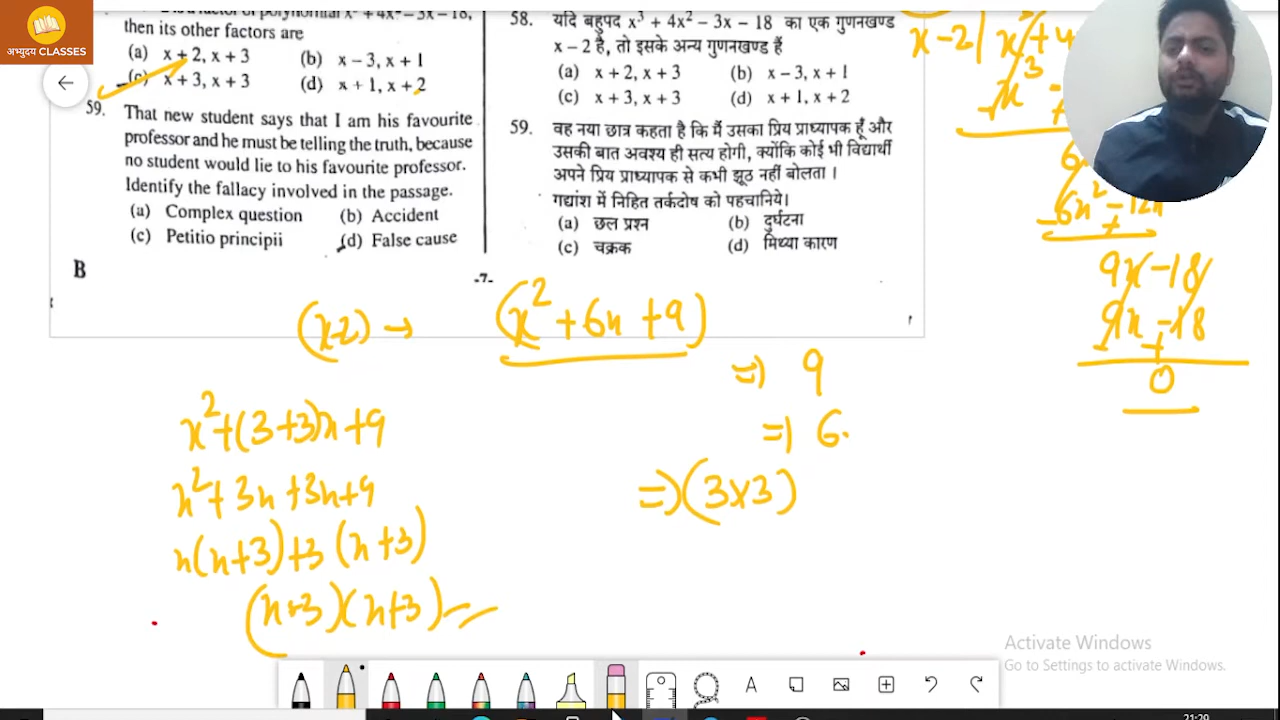 अभ्युदय CLASSES
then its other factors are
(a) x + 2, x + 3 (b) x − 3, x + 1
(c) x + 3, x + 3 (d) x + 1, x + 2
59. That new student says that I am his favourite
professor and he must be telling the truth, because
no student would lie to his favourite professor.
Identify the fallacy involved in the passage.
(a) Complex question (b) Accident
(c) Petitio principii (d) False cause
B
-7-
58. यदि बहुपद x³ + 4x² − 3x − 18 का एक गुणनखण्ड
x − 2 है, तो इसके अन्य गुणनखण्ड हैं
(a) x + 2, x + 3 (b) x − 3, x + 1
(c) x + 3, x + 3 (d) x + 1, x + 2
59. वह नया छात्र कहता है कि मैं उसका प्रिय प्राध्यापक हूँ और
उसकी बात अवश्य ही सत्य होगी, क्योंकि कोई भी विद्यार्थी
अपने प्रिय प्राध्यापक से कभी झूठ नहीं बोलता ।
गद्यांश में निहित तर्कदोष को पहचानिये।
(a) छल प्रश्न (b) दुर्घटना
(c) चक्रक (d) मिथ्या कारण
9x − 18
9x − 18
0
(x-2) → (x² + 6x + 9)
⇒ 9
⇒ 6.
⇒ (3×3)
x² + (3+3)x + 9
x² + 3x + 3x + 9
x(x+3) + 3(x+3)
(x+3)(x+3)
Activate Windows
Go to Settings to activate Windows.